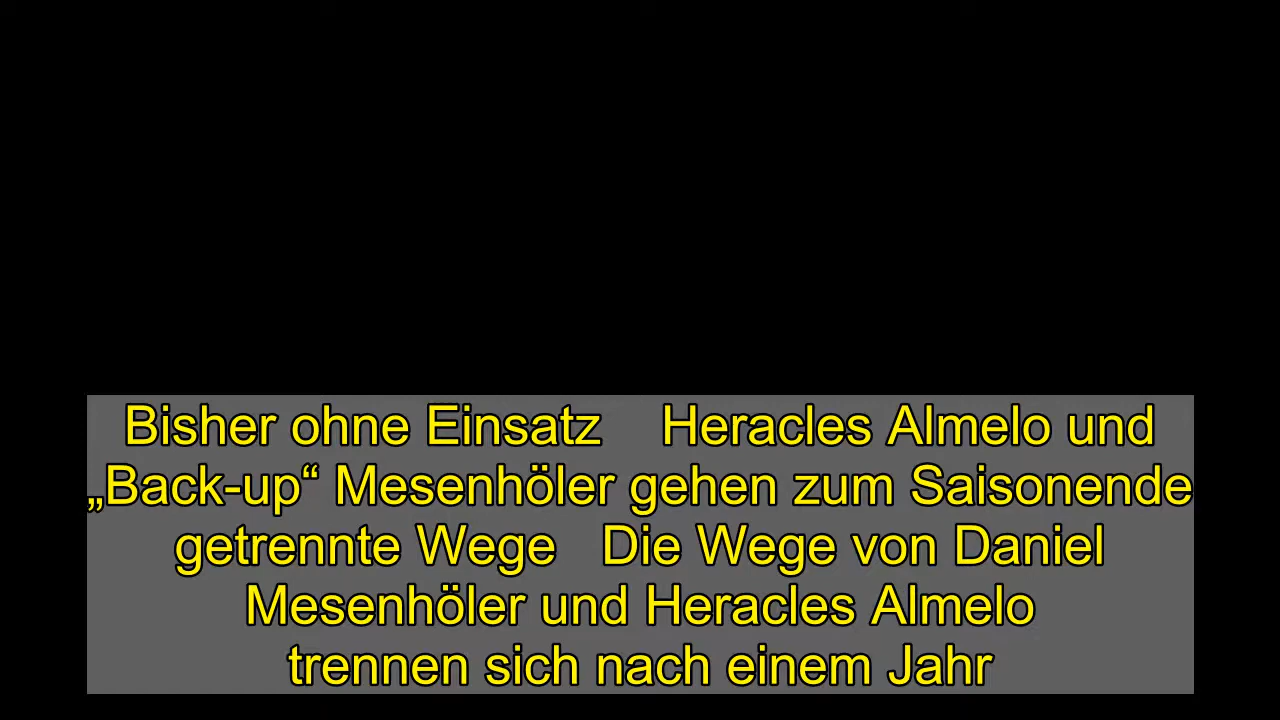 Bisher ohne Einsatz    Heracles Almelo und
„Back-up“ Mesenhöler gehen zum Saisonende
getrennte Wege   Die Wege von Daniel
Mesenhöler und Heracles Almelo
trennen sich nach einem Jahr